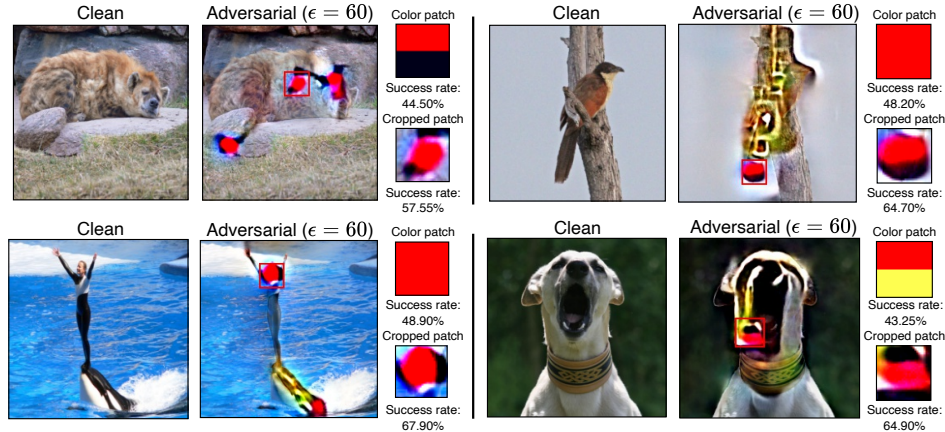 Clean
Adversarial (ϵ = 60)
Color patch
Success rate:
44.50%
Cropped patch
Success rate:
57.55%
Clean
Adversarial (ϵ = 60)
Color patch
Success rate:
48.20%
Cropped patch
Success rate:
64.70%
Clean
Adversarial (ϵ = 60)
Color patch
Success rate:
48.90%
Cropped patch
Success rate:
67.90%
Clean
Adversarial (ϵ = 60)
Color patch
Success rate:
43.25%
Cropped patch
Success rate:
64.90%